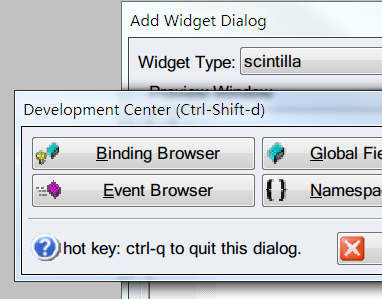 Add Widget Dialog
Widget Type: scintilla
Preview Window
Development Center (Ctrl-Shift-d)
Binding Browser Global Fie
Event Browser { } Namespac
hot key: ctrl-q to quit this dialog.